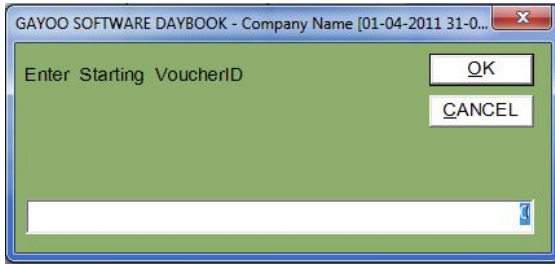 GAYOO SOFTWARE DAYBOOK - Company Name [01-04-2011 31-0...
Enter Starting VoucherID
OK
CANCEL